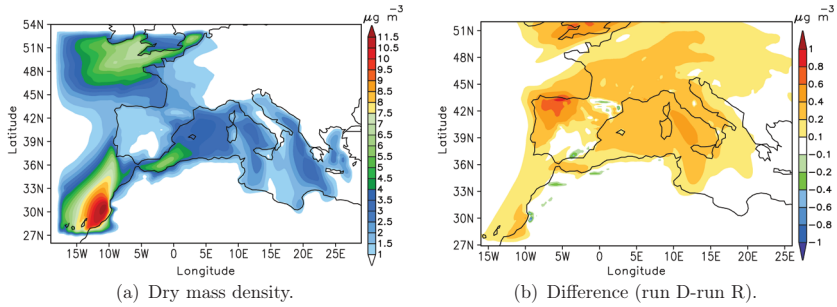 μg m⁻³
54N
51N
48N
45N
42N
39N
36N
33N
30N
27N
Latitude
15W 10W 5W 0 5E 10E 15E 20E 25E
Longitude
11.5
10.5
9.5
9
8.5
8
7.5
7
6.5
6
5.5
5
4.5
4
3.5
3
2.5
2
1.5
1
(a) Dry mass density.
μg m⁻³
51N
48N
45N
42N
39N
36N
33N
30N
27N
Latitude
15W 10W 5W 0 5E 10E 15E 20E 25E
Longitude
1
0.8
0.6
0.4
0.2
0.1
-0.1
-0.2
-0.4
-0.6
-0.8
-1
(b) Difference (run D-run R).